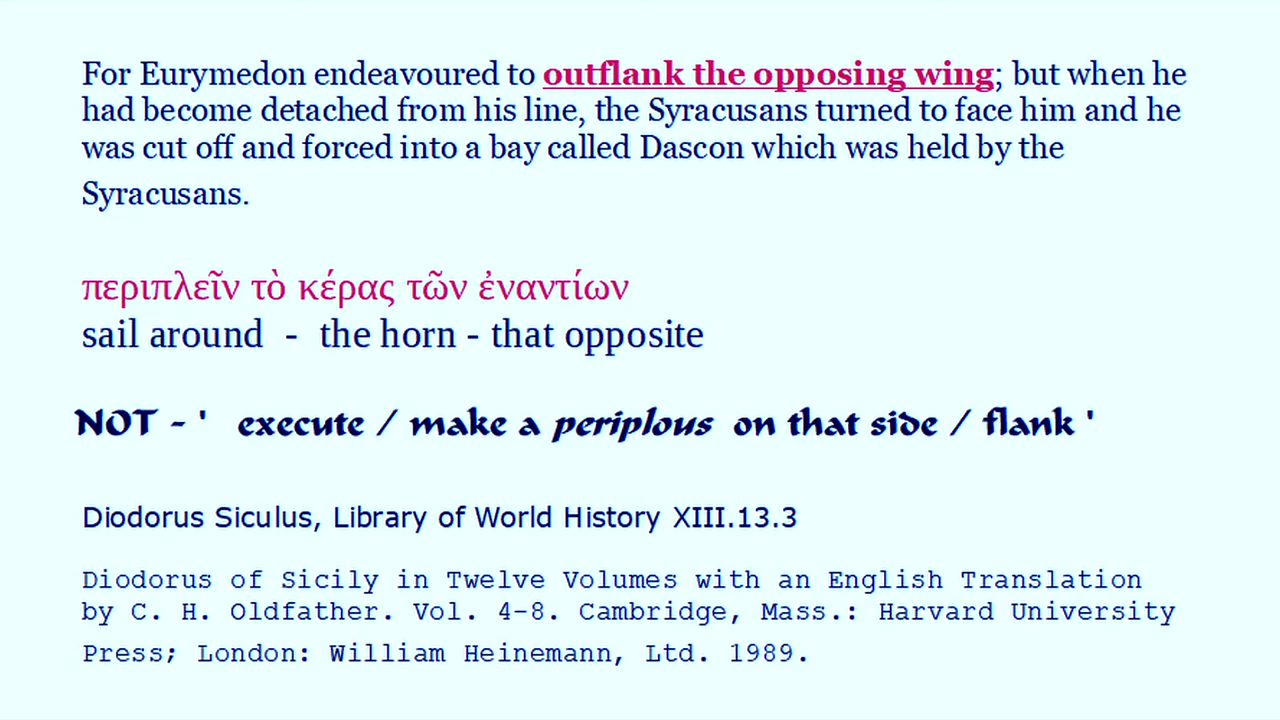 For Eurymedon endeavoured to outflank the opposing wing; but when he
had become detached from his line, the Syracusans turned to face him and he
was cut off and forced into a bay called Dascon which was held by the
Syracusans.
περιπλεῖν τὸ κέρας τῶν ἐναντίων
sail around - the horn - that opposite
NOT - ' execute / make a periplous on that side / flank '
Diodorus Siculus, Library of World History XIII.13.3
Diodorus of Sicily in Twelve Volumes with an English Translation
by C. H. Oldfather. Vol. 4-8. Cambridge, Mass.: Harvard University
Press; London: William Heinemann, Ltd. 1989.